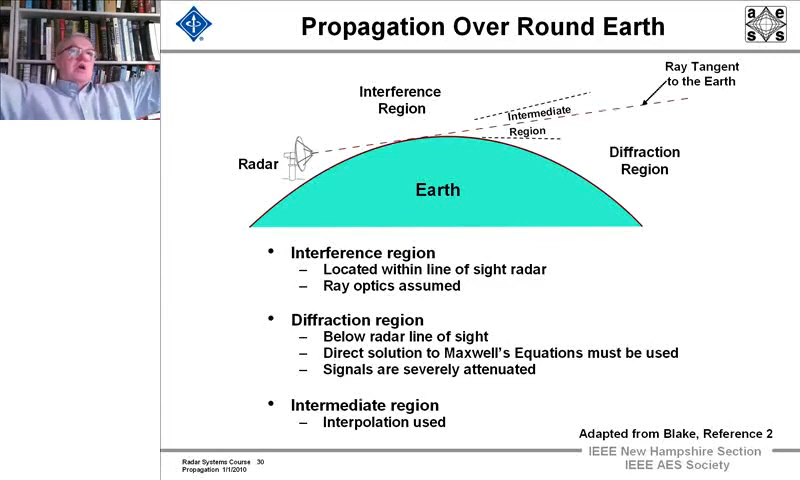 Propagation Over Round Earth
a e
s s
Ray Tangent
to the Earth
Interference
Region
Intermediate
Region
Radar
Diffraction
Region
Earth
• Interference region
– Located within line of sight radar
– Ray optics assumed
• Diffraction region
– Below radar line of sight
– Direct solution to Maxwell's Equations must be used
– Signals are severely attenuated
• Intermediate region
– Interpolation used
Adapted from Blake, Reference 2
Radar Systems Course 30
Propagation 1/1/2010
IEEE New Hampshire Section
IEEE AES Society